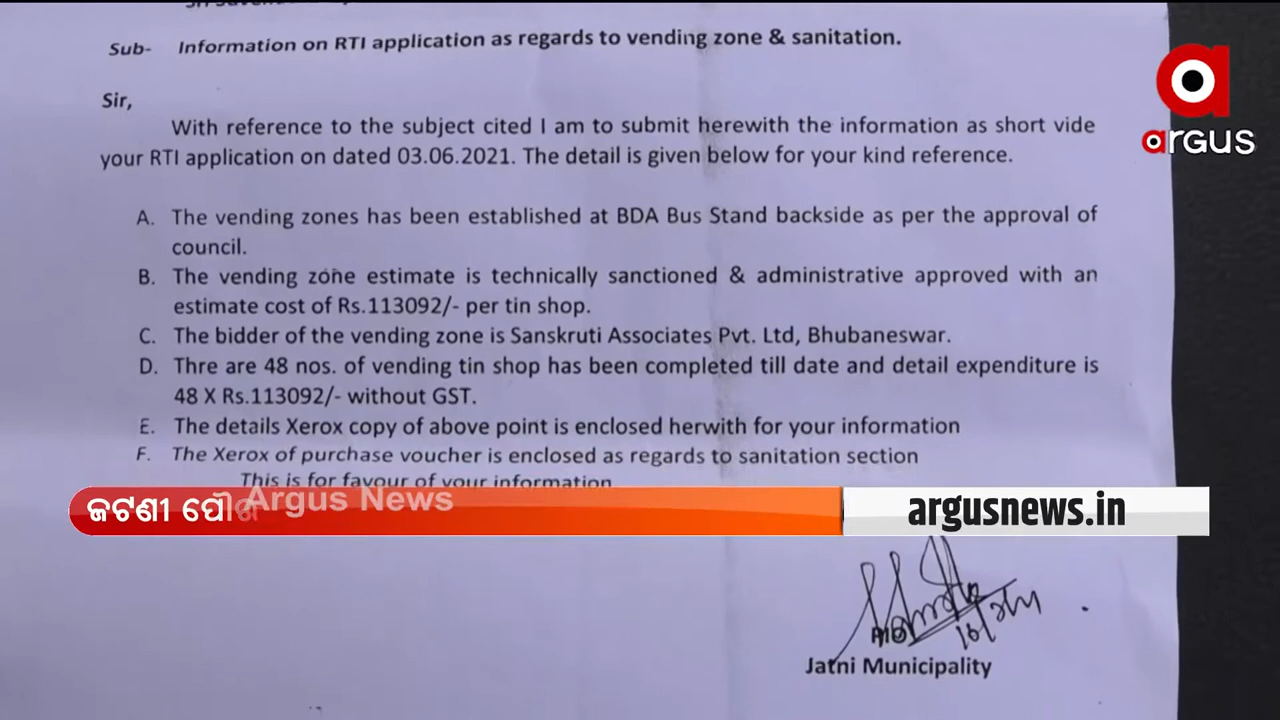 Sub- Information on RTI application as regards to vending zone & sanitation.
argus
Sir,
With reference to the subject cited I am to submit herewith the information as short vide
your RTI application on dated 03.06.2021. The detail is given below for your kind reference.
A. The vending zones has been established at BDA Bus Stand backside as per the approval of
council.
B. The vending zone estimate is technically sanctioned & administrative approved with an
estimate cost of Rs.113092/- per tin shop.
C. The bidder of the vending zone is Sanskruti Associates Pvt. Ltd, Bhubaneswar.
D. Thre are 48 nos. of vending tin shop has been completed till date and detail expenditure is
48 X Rs.113092/- without GST.
E. The details Xerox copy of above point is enclosed herwith for your information
F. The Xerox of purchase voucher is enclosed as regards to sanitation section
This is for favour of your information
ଜଟଣୀ
Argus News
argusnews.in
PIO
Jatni Municipality